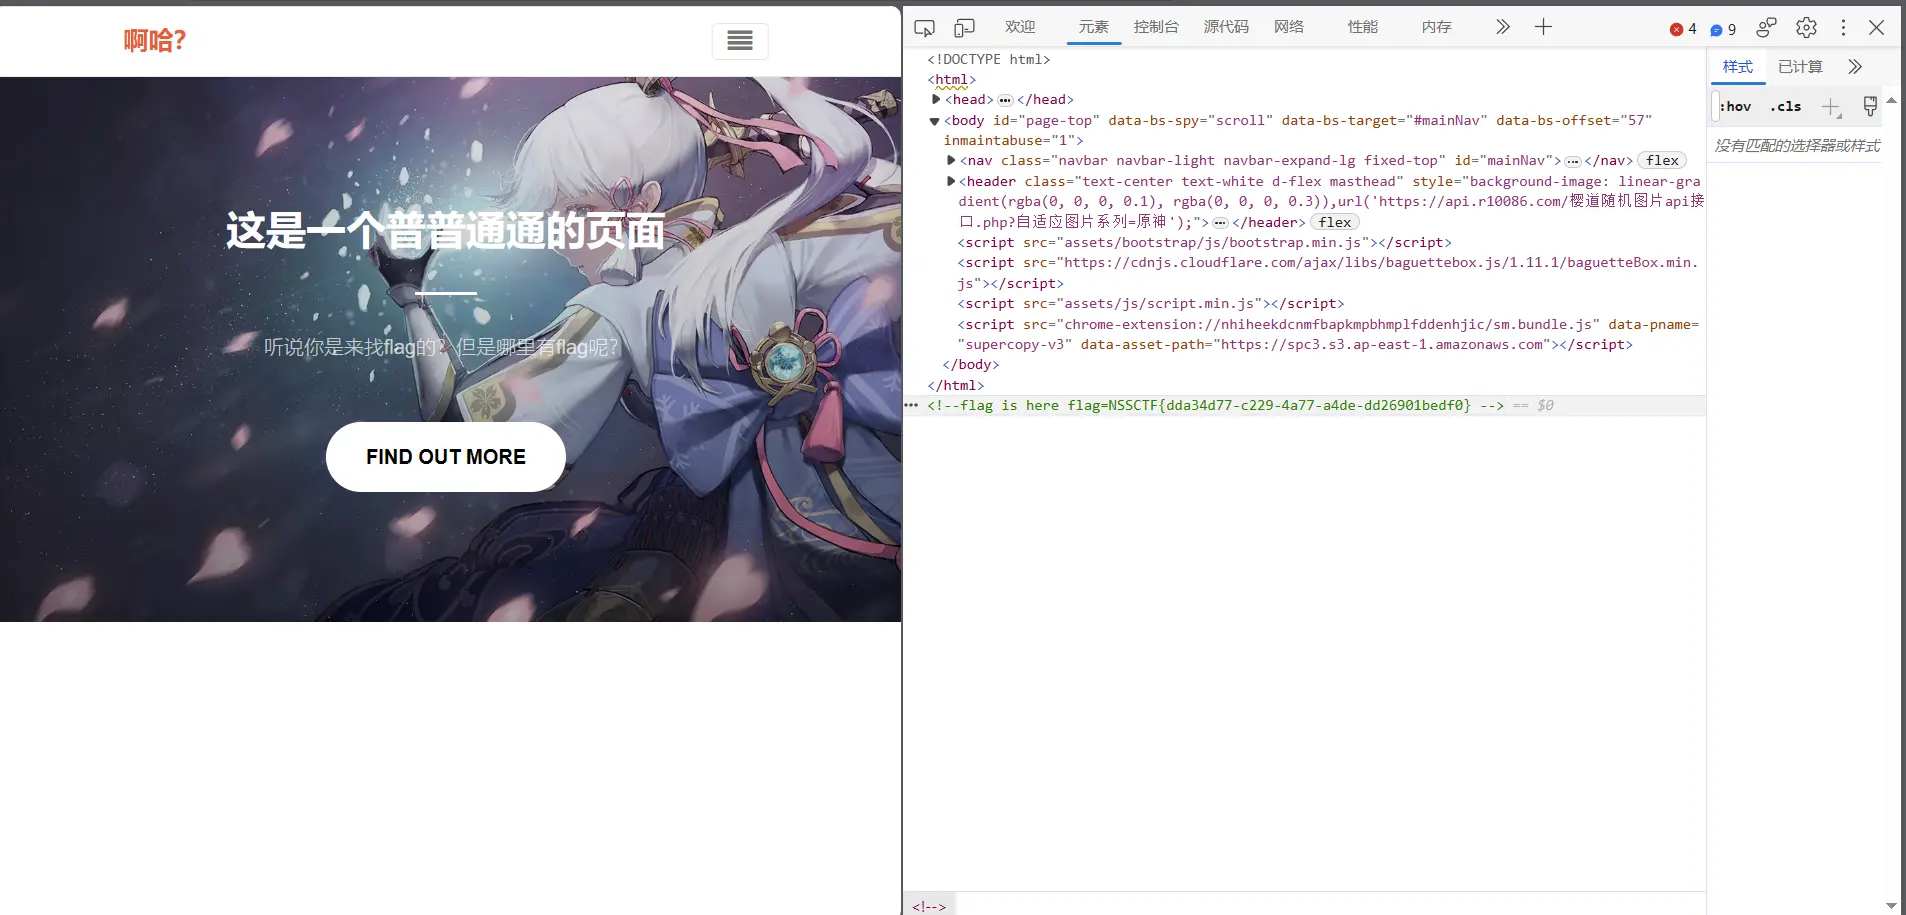 啊哈?
这是一个普普通通的页面
听说你是来找flag的？但是哪里有flag呢?
FIND OUT MORE
欢迎 元素 控制台 源代码 网络 性能 内存 4 9
<!DOCTYPE html>
<html>
<head>…</head>
<body id="page-top" data-bs-spy="scroll" data-bs-target="#mainNav" data-bs-offset="57"
inmaintabuse="1">
<nav class="navbar navbar-light navbar-expand-lg fixed-top" id="mainNav">…</nav> flex
<header class="text-center text-white d-flex masthead" style="background-image: linear-gra
dient(rgba(0, 0, 0, 0.1), rgba(0, 0, 0, 0.3)),url('https://api.r10086.com/樱道随机图片api接
口.php?自适应图片系列=原神');">…</header> flex
<script src="assets/bootstrap/js/bootstrap.min.js"></script>
<script src="https://cdnjs.cloudflare.com/ajax/libs/baguettebox.js/1.11.1/baguetteBox.min.
js"></script>
<script src="assets/js/script.min.js"></script>
<script src="chrome-extension://nhiheekdcnmfbapkmpbhmplfddenhjic/sm.bundle.js" data-pname=
"supercopy-v3" data-asset-path="https://spc3.s3.ap-east-1.amazonaws.com"></script>
</body>
</html>
<!--flag is here flag=NSSCTF{dda34d77-c229-4a77-a4de-dd26901bedf0} --> == $0
<!-->
样式 已计算
:hov .cls
没有匹配的选择器或样式